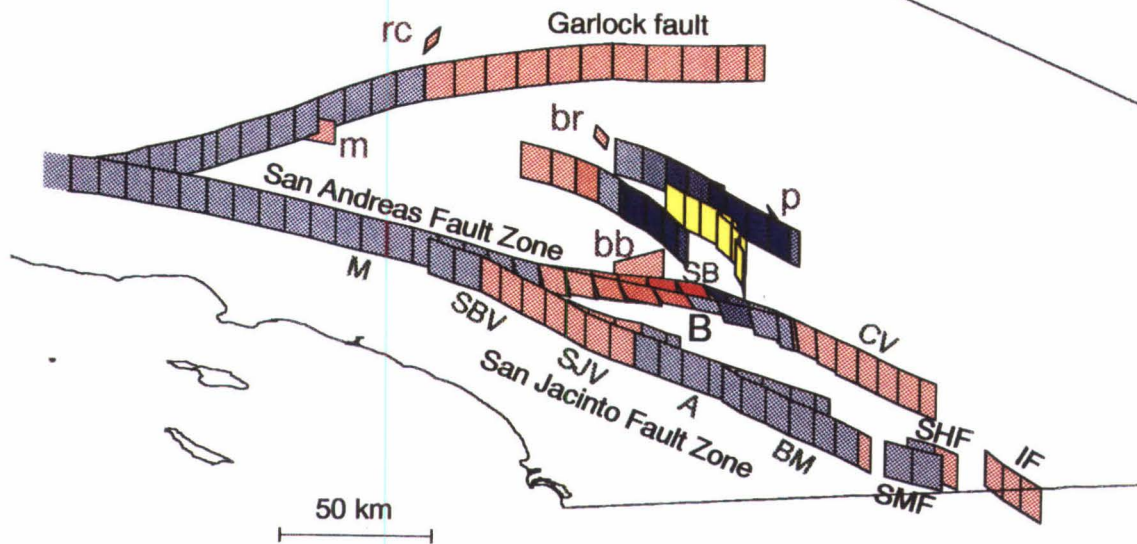 rc
Garlock fault
br
m
p
San Andreas Fault Zone
bb
SB
M
SBV
B
CV
SJV
San Jacinto Fault Zone
A
BM
SHF
IF
SMF
50 km